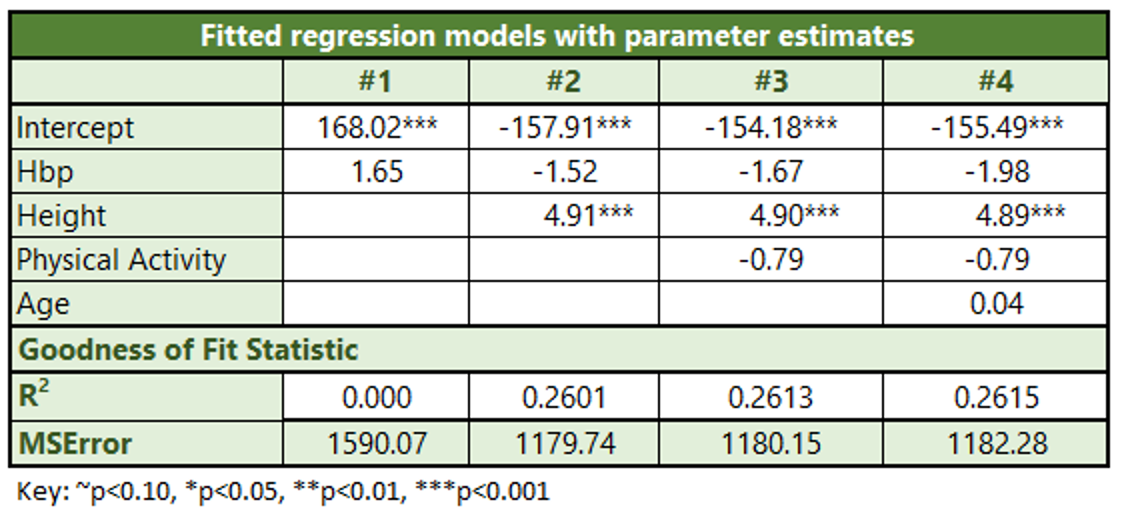 Fitted regression models with parameter estimates
#1 #2 #3 #4
Intercept 168.02*** -157.91*** -154.18*** -155.49***
Hbp 1.65 -1.52 -1.67 -1.98
Height 4.91*** 4.90*** 4.89***
Physical Activity -0.79 -0.79
Age 0.04
Goodness of Fit Statistic
R² 0.000 0.2601 0.2613 0.2615
MSError 1590.07 1179.74 1180.15 1182.28
Key: ~p<0.10, *p<0.05, **p<0.01, ***p<0.001